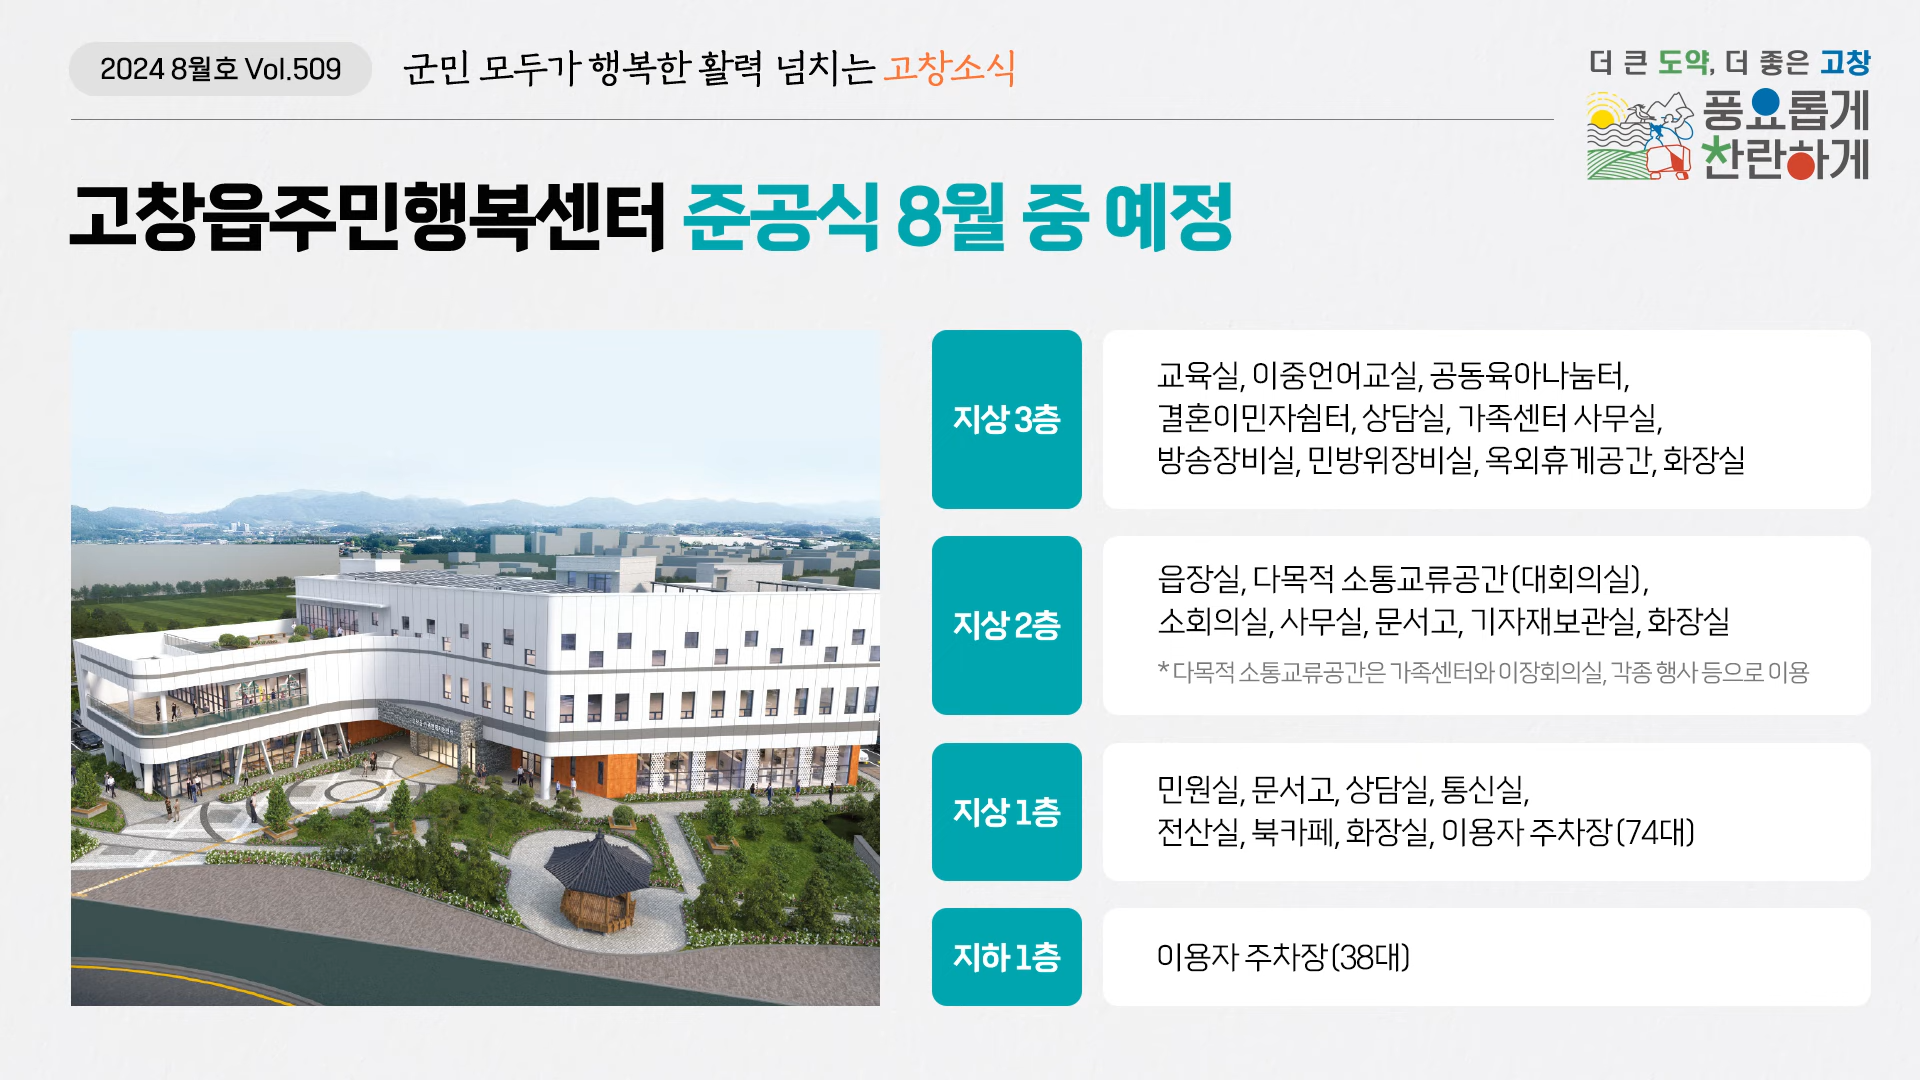 2024 8월호 Vol.509
군민 모두가 행복한 활력 넘치는 고창소식
더 큰 도약, 더 좋은 고창
풍요롭게
찬란하게
고창읍주민행복센터 준공식 8월 중 예정
지상 3층
교육실, 이중언어교실, 공동육아나눔터,
결혼이민자쉼터, 상담실, 가족센터 사무실,
방송장비실, 민방위장비실, 옥외휴게공간, 화장실
지상 2층
읍장실, 다목적 소통교류공간(대회의실),
소회의실, 사무실, 문서고, 기자재보관실, 화장실
*다목적 소통교류공간은 가족센터와 이장회의실, 각종 행사 등으로 이용
지상 1층
민원실, 문서고, 상담실, 통신실,
전산실, 북카페, 화장실, 이용자 주차장(74대)
지하 1층
이용자 주차장(38대)